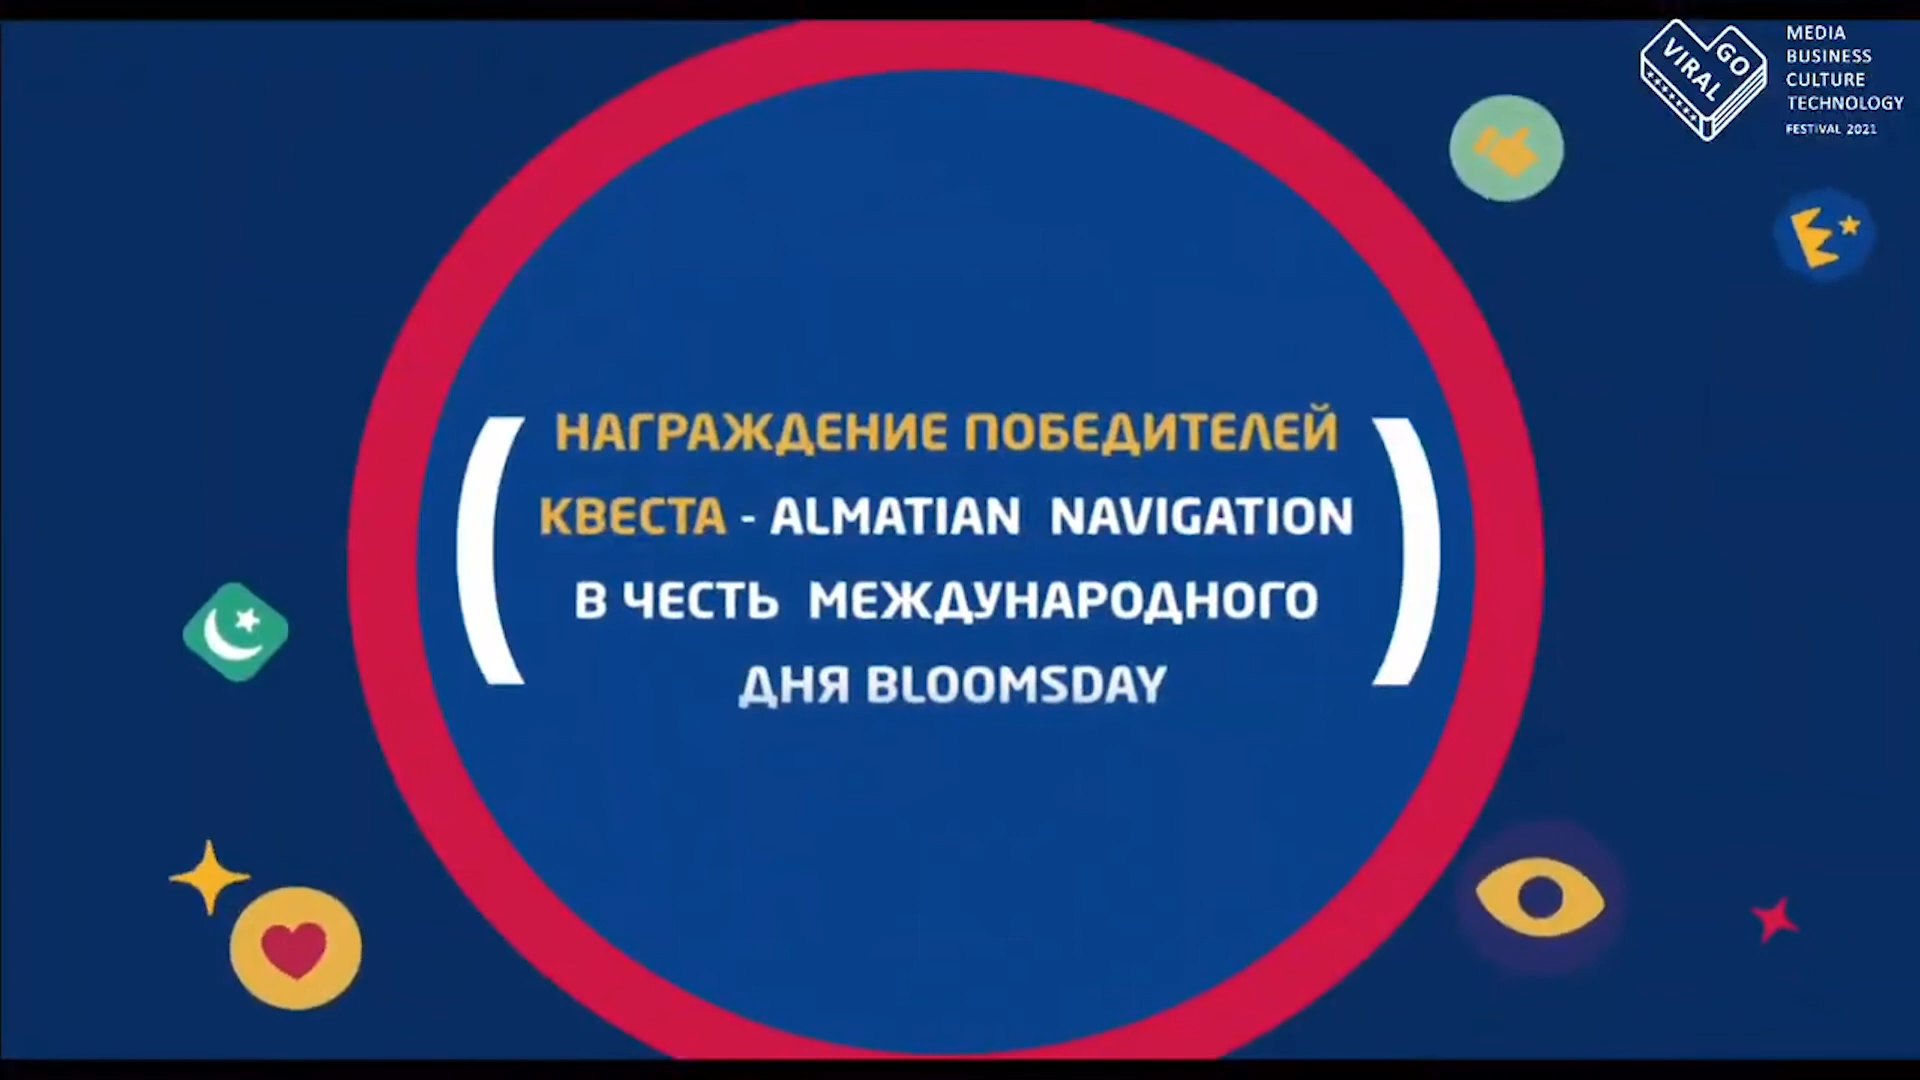 VIRAL
GO
MEDIA
BUSINESS
CULTURE
TECHNOLOGY
FESTIVAL 2021
НАГРАЖДЕНИЕ ПОБЕДИТЕЛЕЙ
КВЕСТА - ALMATIAN NAVIGATION
В ЧЕСТЬ МЕЖДУНАРОДНОГО
ДНЯ BLOOMSDAY